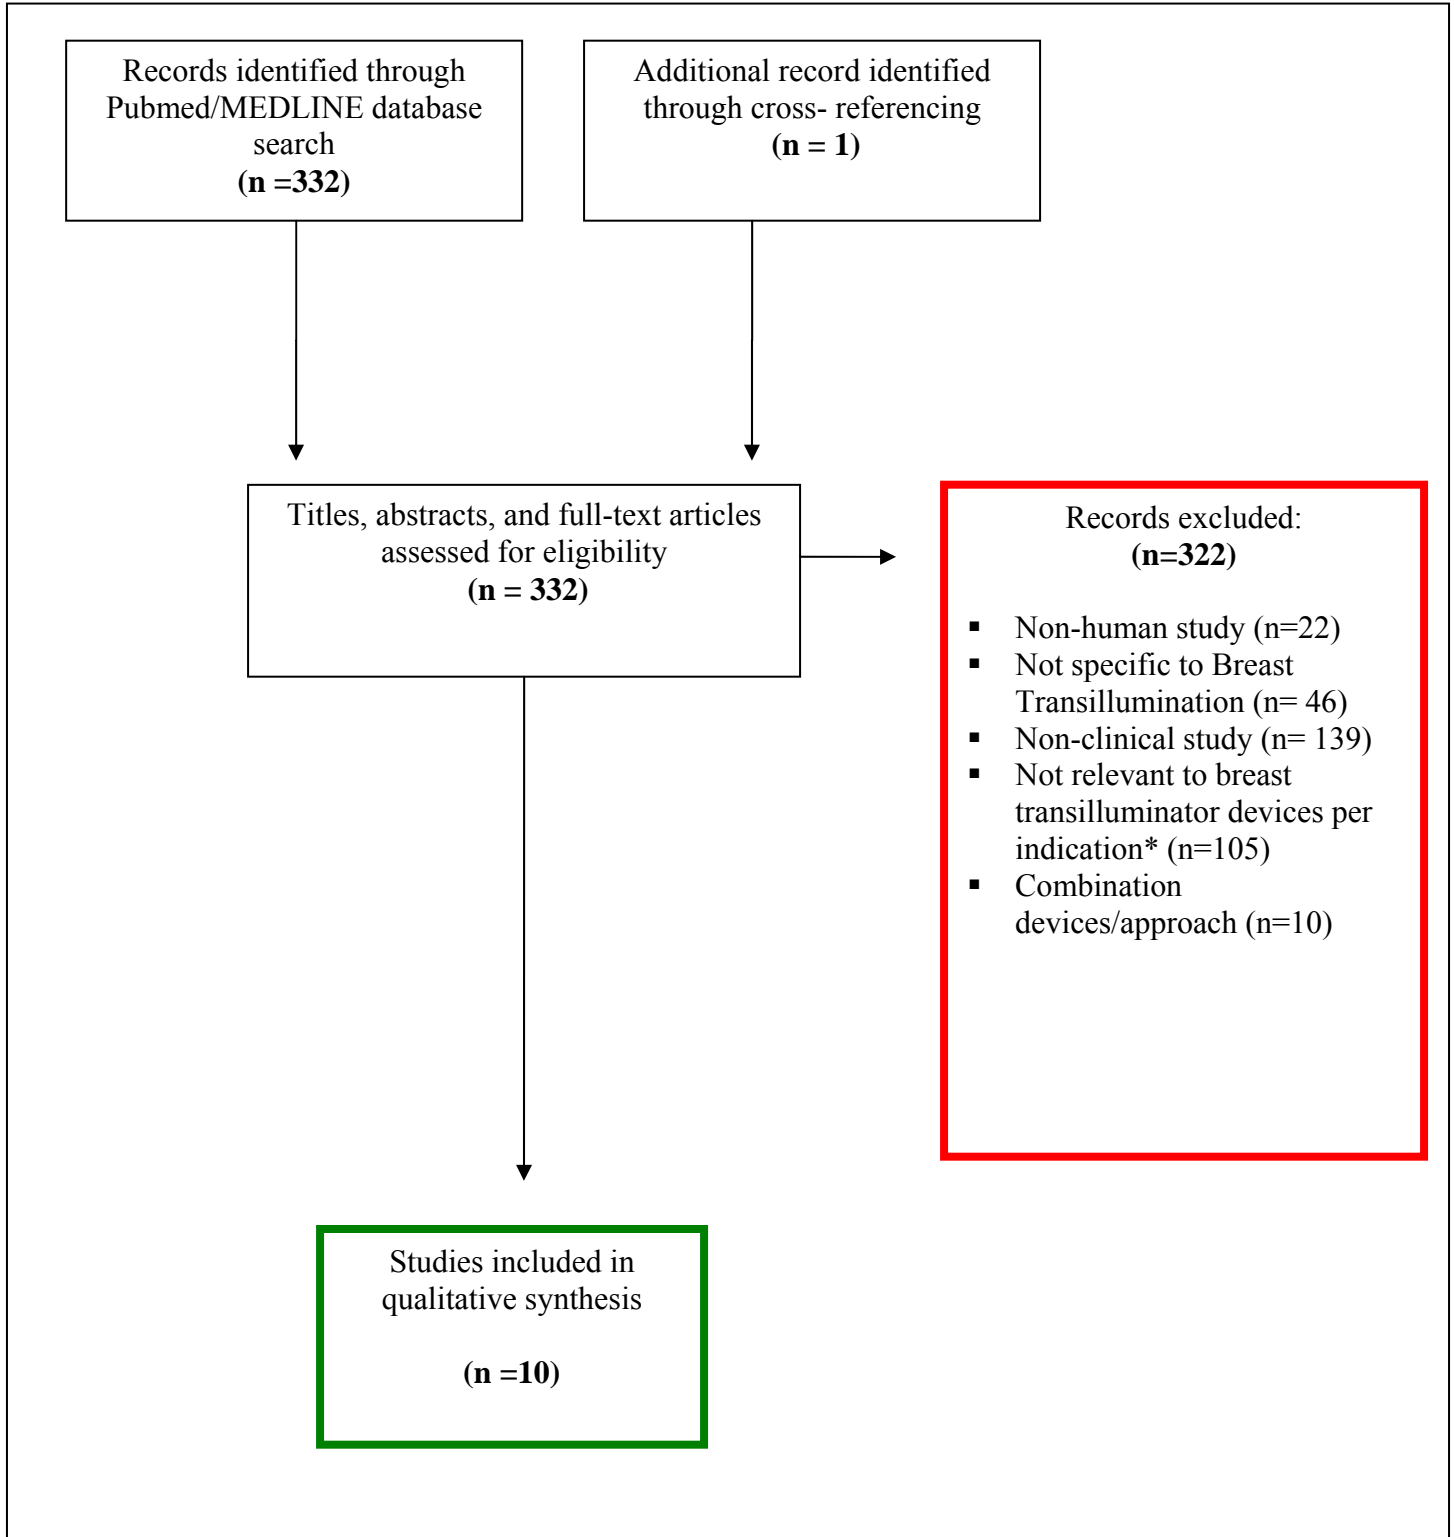 Records identified through
Pubmed/MEDLINE database
search
(n =332)
Additional record identified
through cross- referencing
(n = 1)
Titles, abstracts, and full-text articles
assessed for eligibility
(n = 332)
Records excluded:
(n=322)
▪ Non-human study (n=22)
▪ Not specific to Breast
Transillumination (n= 46)
▪ Non-clinical study (n= 139)
▪ Not relevant to breast
transilluminator devices per
indication* (n=105)
▪ Combination
devices/approach (n=10)
Studies included in
qualitative synthesis
(n =10)